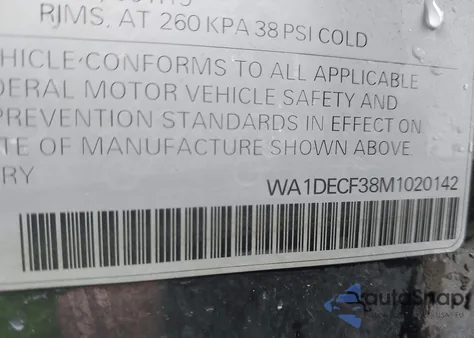 RJMS, AT 260 KPA 38 PSI COLD
EHICLE CONFORMS TO ALL APPLICABLE
DERAL MOTOR VEHICLE SAFETY AND
PREVENTION STANDARDS IN EFFECT ON
TE OF MANUFACTURE SHOWN ABOVE.
RY
WA1DECF38M1020142
autoSnap